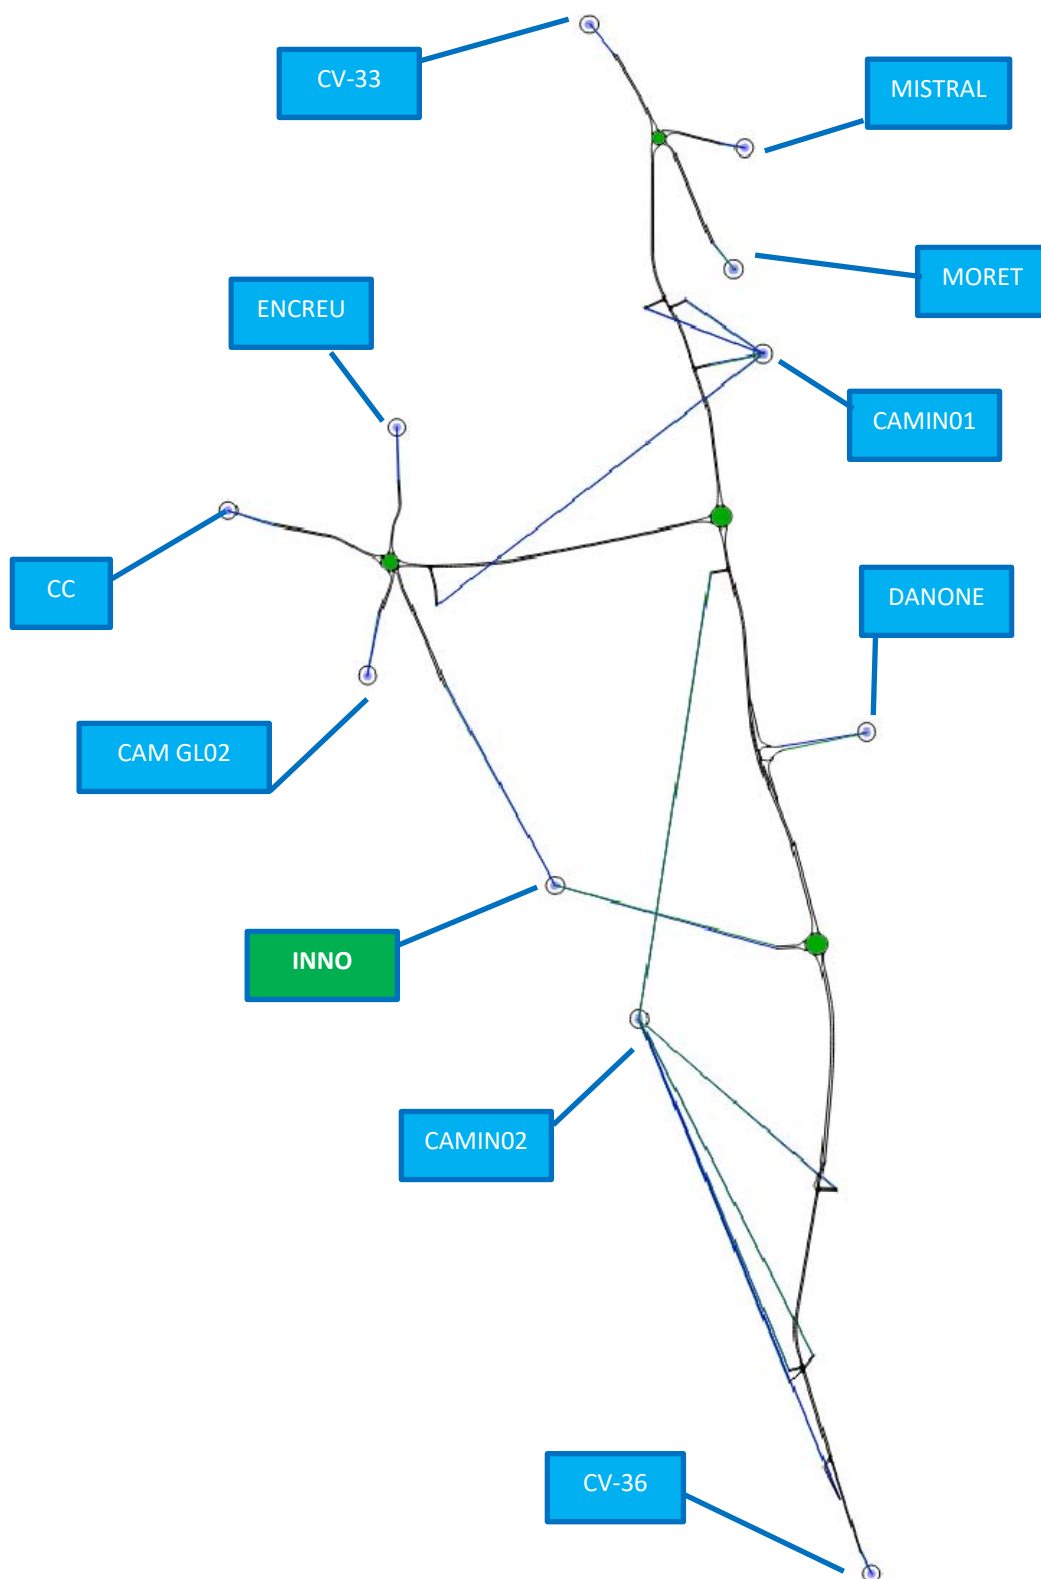 CV-33
MISTRAL
MORET
ENCREU
CAMIN01
CC
DANONE
CAM GL02
INNO
CAMIN02
CV-36